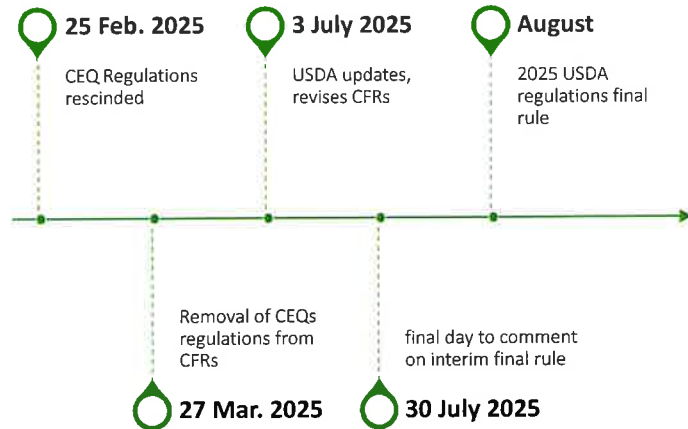 25 Feb. 2025
CEQ Regulations
rescinded
3 July 2025
USDA updates,
revises CFRs
August
2025 USDA
regulations final
rule
Removal of CEQs
regulations from
CFRs
27 Mar. 2025
final day to comment
on interim final rule
30 July 2025